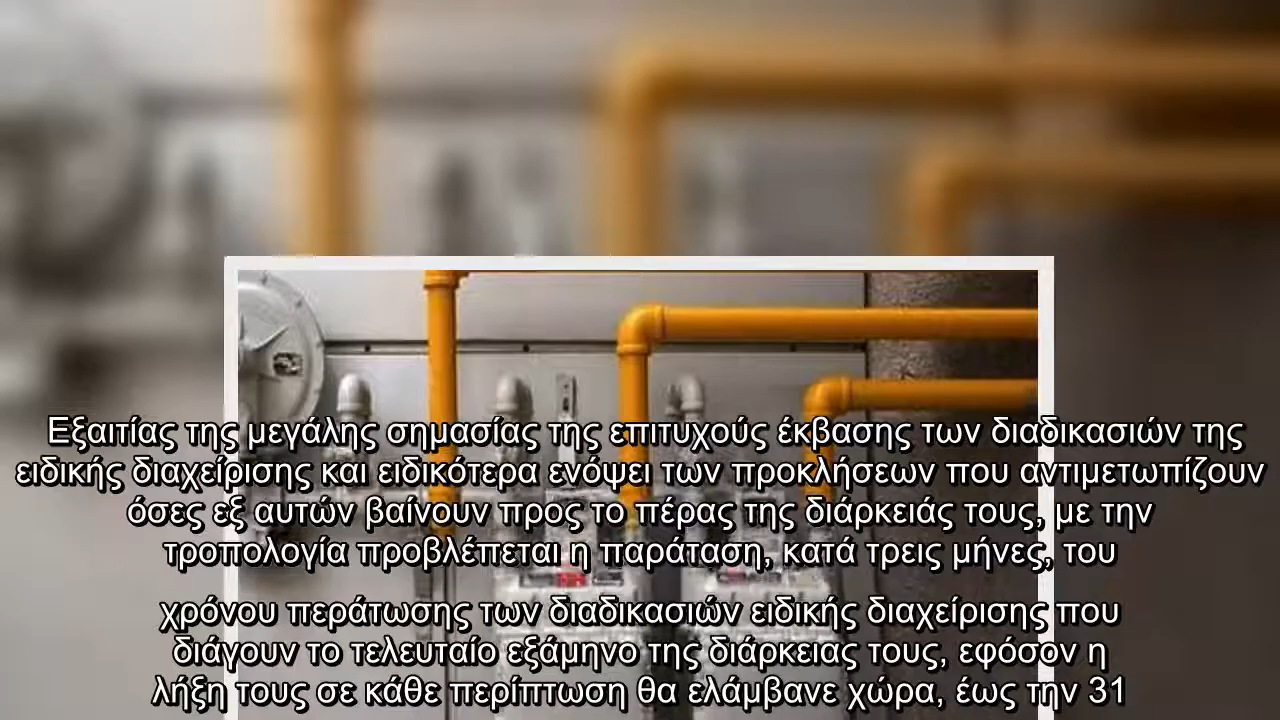 Εξαιτίας της μεγάλης σημασίας της επιτυχούς έκβασης των διαδικασιών της
ειδικής διαχείρισης και ειδικότερα ενόψει των προκλήσεων που αντιμετωπίζουν
όσες εξ αυτών βαίνουν προς το πέρας της διάρκειάς τους, με την
τροπολογία προβλέπεται η παράταση, κατά τρεις μήνες, του
χρόνου περάτωσης των διαδικασιών ειδικής διαχείρισης που
διάγουν το τελευταίο εξάμηνο της διάρκειας τους, εφόσον η
λήξη τους σε κάθε περίπτωση θα ελάμβανε χώρα, έως την 31